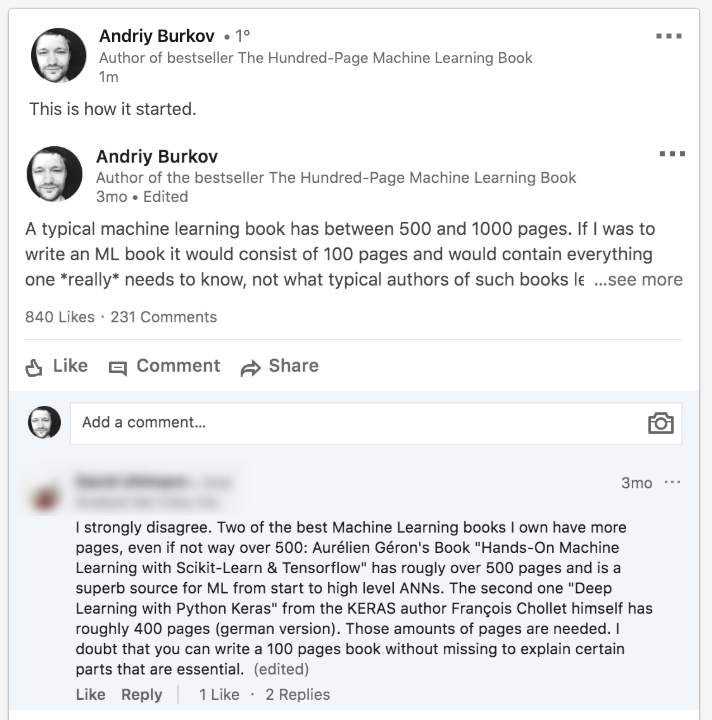 Andriy Burkov • 1°
Author of bestseller The Hundred-Page Machine Learning Book
1m
This is how it started.
Andriy Burkov
Author of the bestseller The Hundred-Page Machine Learning Book
3mo • Edited
A typical machine learning book has between 500 and 1000 pages. If I was to
write an ML book it would consist of 100 pages and would contain everything
one *really* needs to know, not what typical authors of such books le ...see more
840 Likes · 231 Comments
Like Comment Share
Add a comment...
3mo
I strongly disagree. Two of the best Machine Learning books I own have more
pages, even if not way over 500: Aurélien Géron's Book "Hands-On Machine
Learning with Scikit-Learn & Tensorflow" has rougly over 500 pages and is a
superb source for ML from start to high level ANNs. The second one "Deep
Learning with Python Keras" from the KERAS author François Chollet himself has
roughly 400 pages (german version). Those amounts of pages are needed. I
doubt that you can write a 100 pages book without missing to explain certain
parts that are essential. (edited)
Like Reply 1 Like · 2 Replies